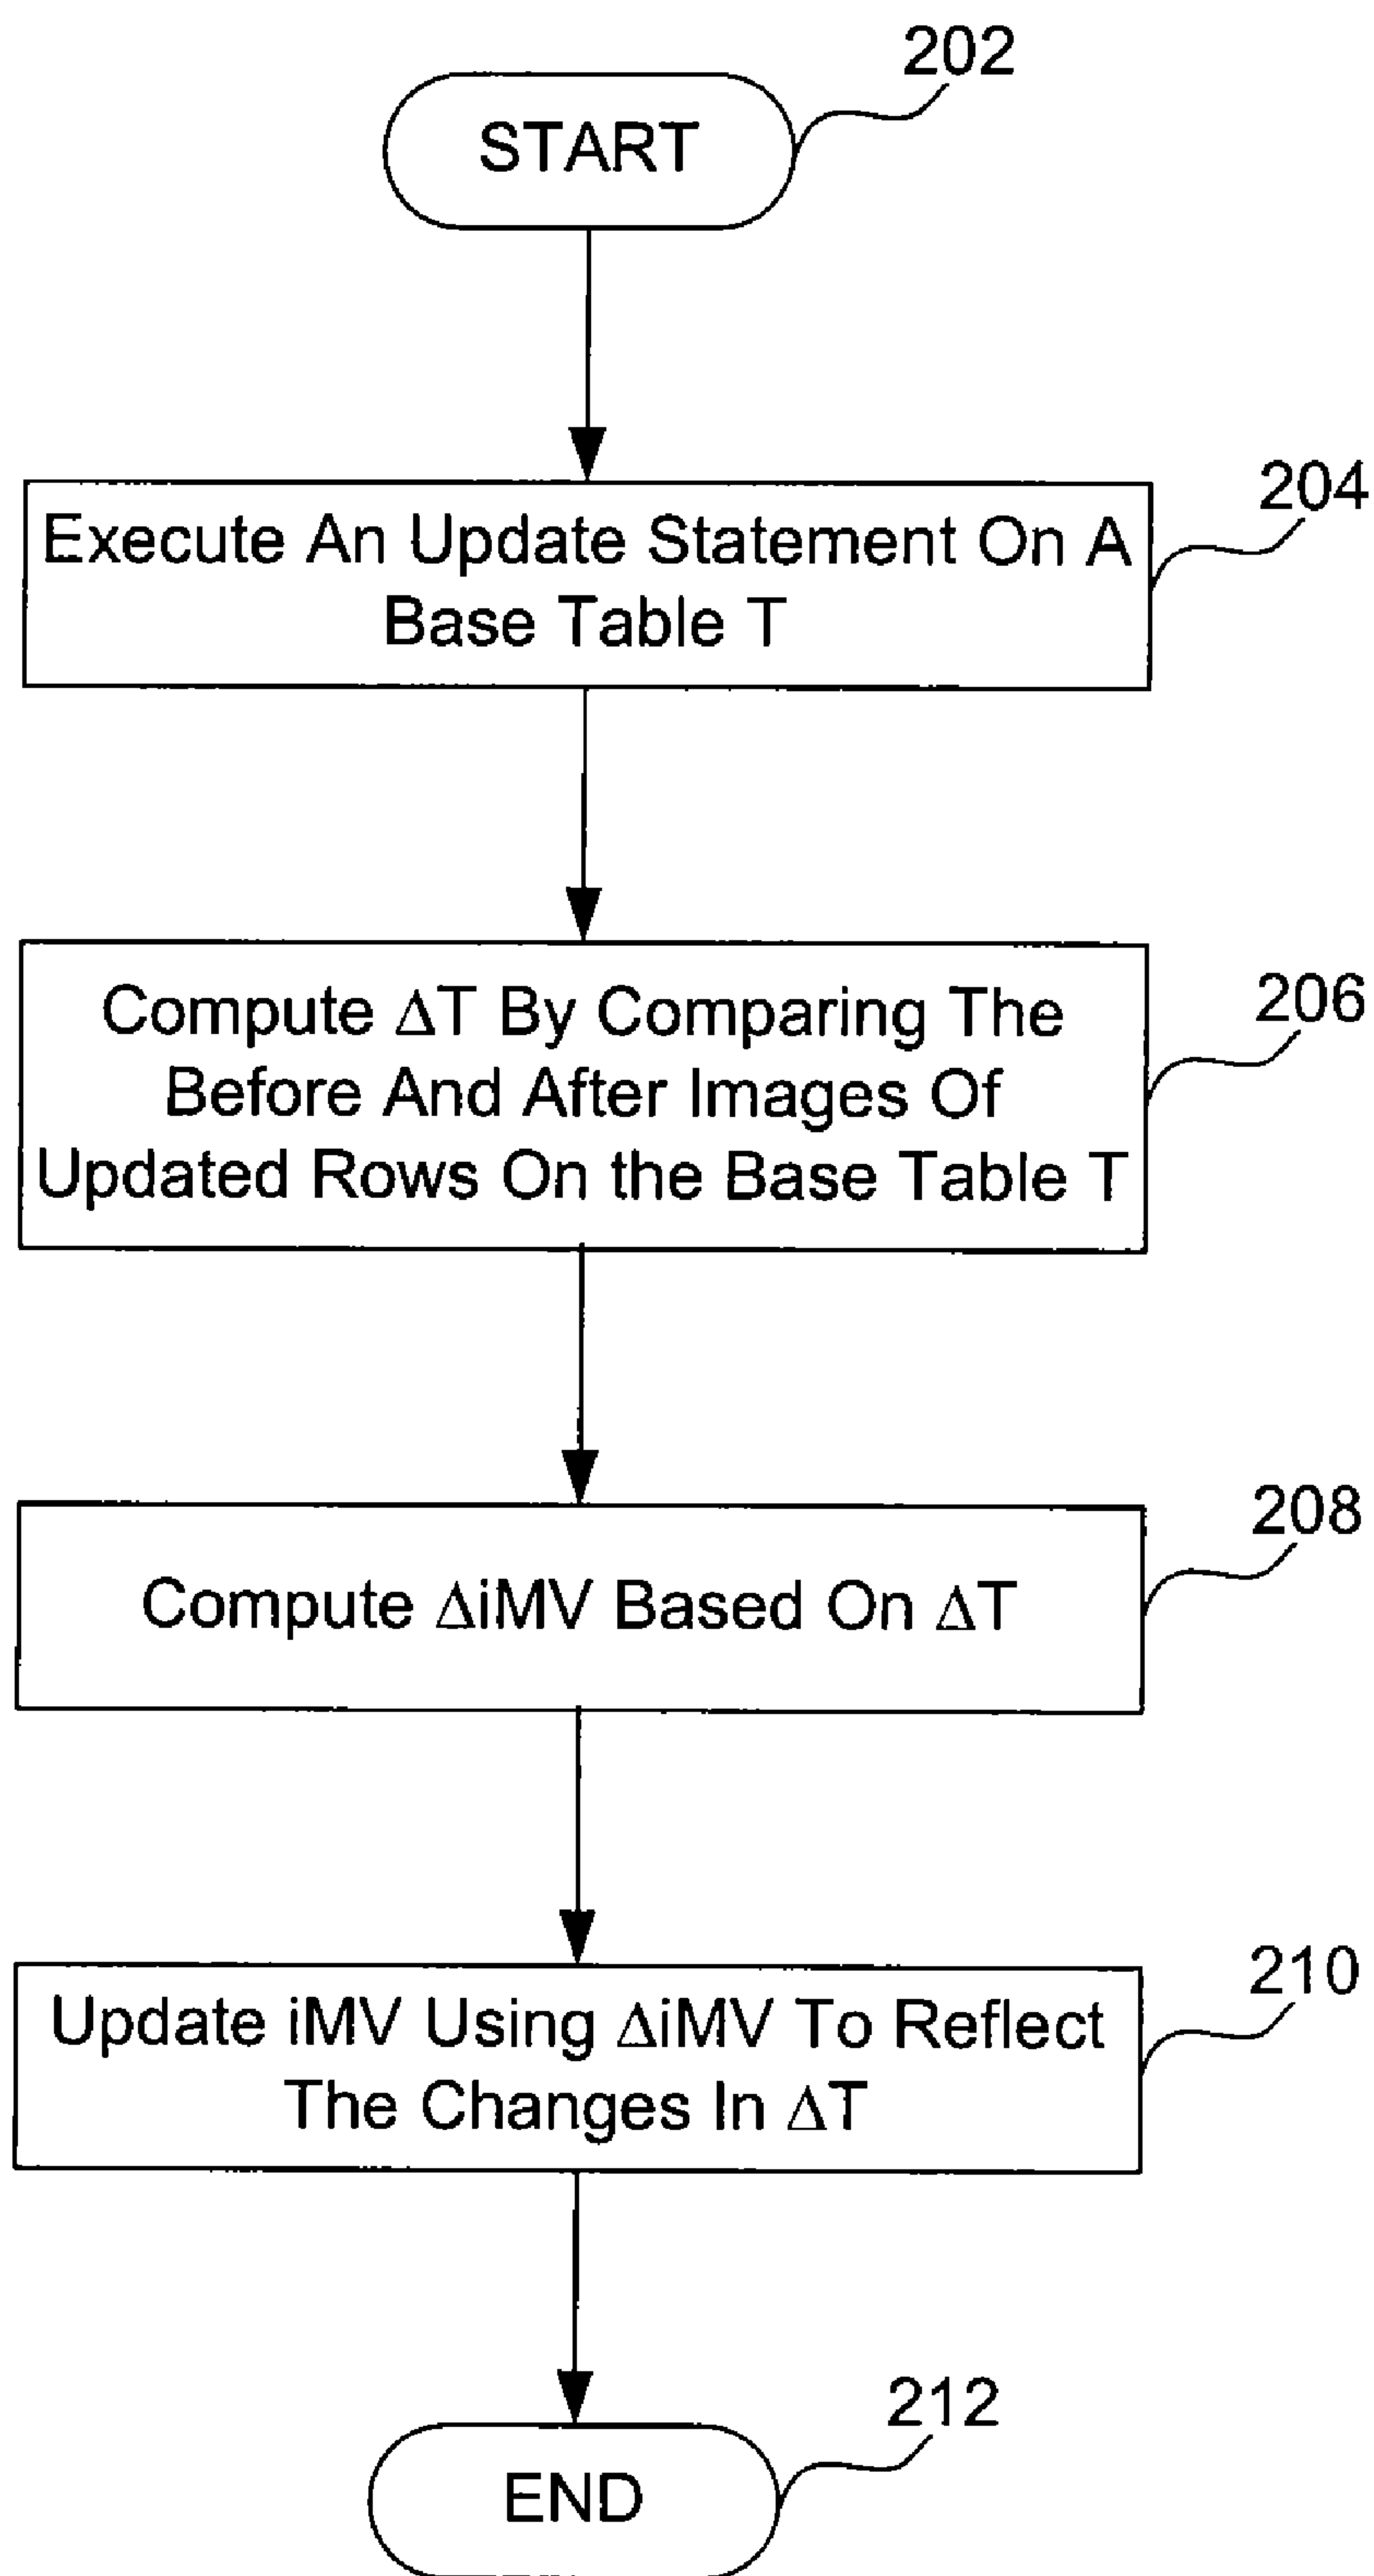 202
START
204
Execute An Update Statement On A
Base Table T
206
Compute ΔT By Comparing The
Before And After Images Of
Updated Rows On the Base Table T
208
Compute ΔiMV Based On ΔT
210
Update iMV Using ΔiMV To Reflect
The Changes In ΔT
212
END